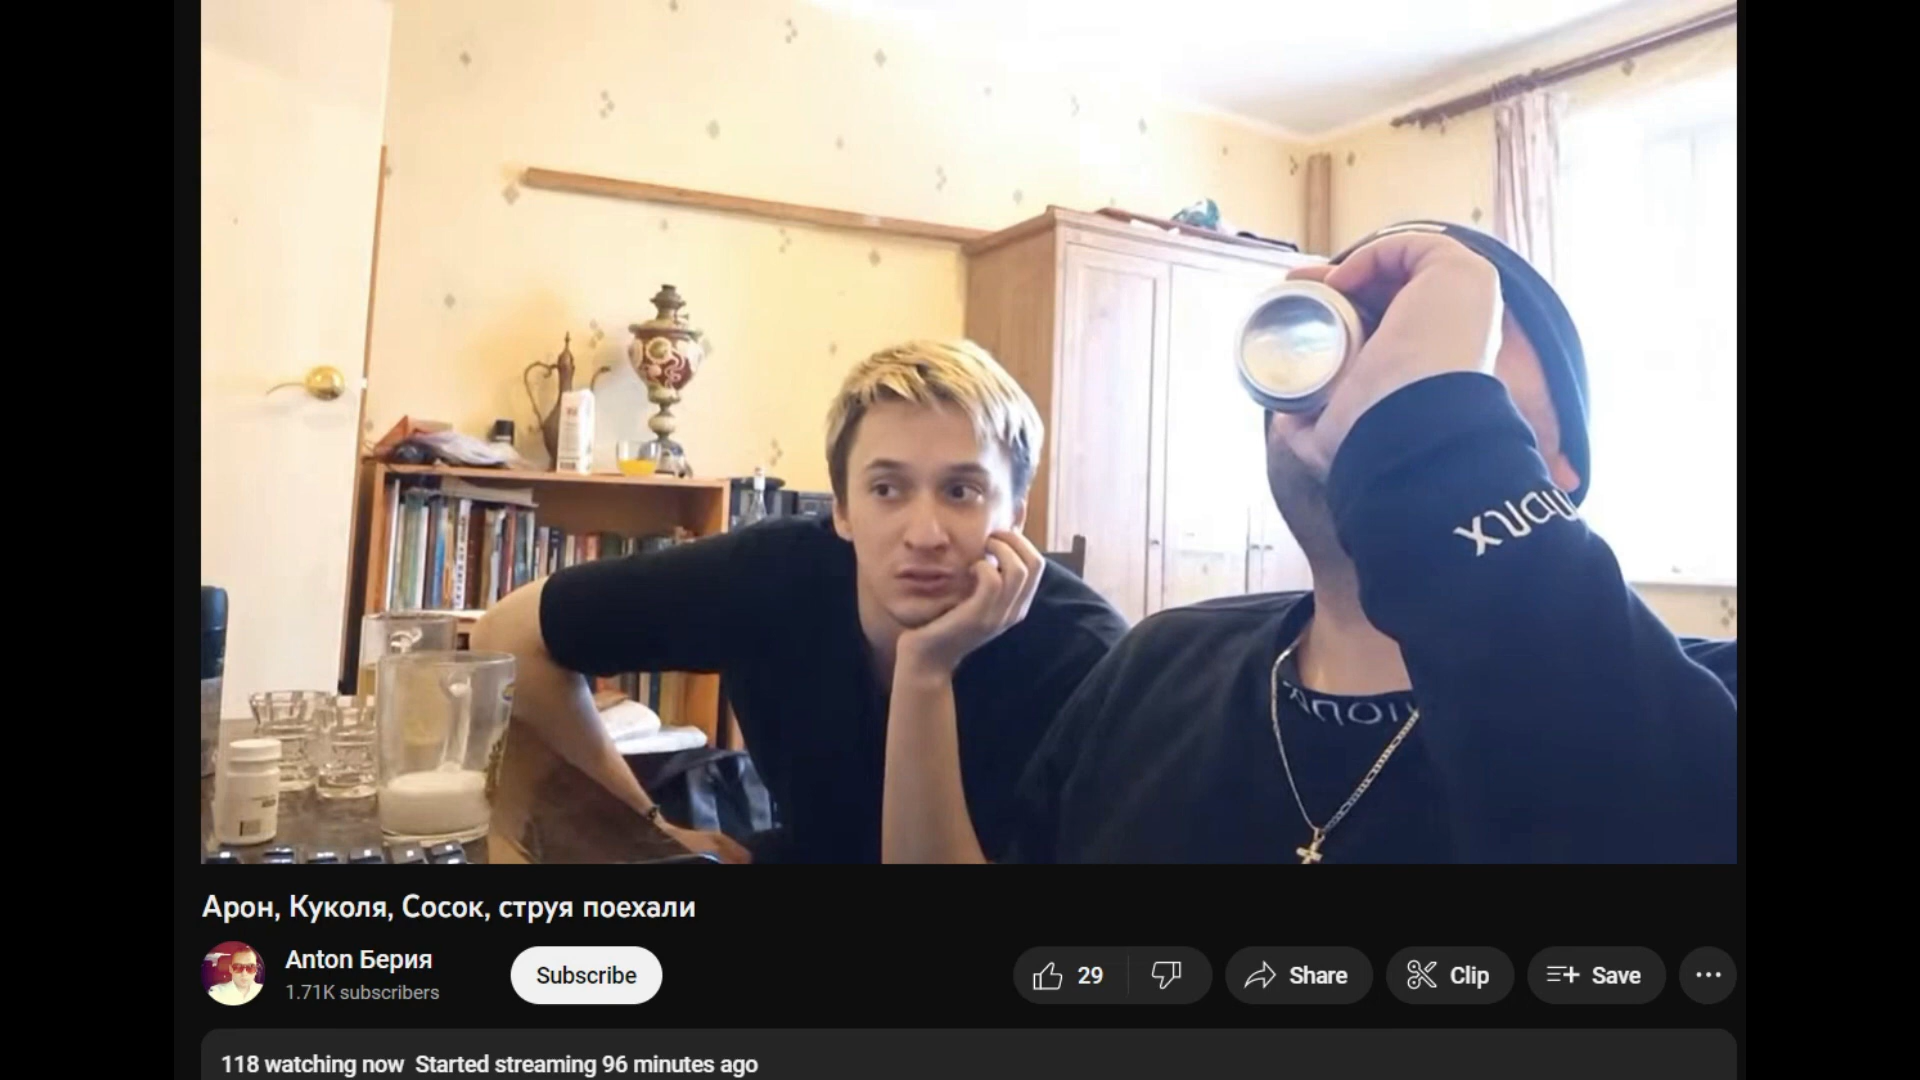 Арон, Куколя, Сосок, струя поехали
Anton Берия
1.71K subscribers
Subscribe
29
Share
Clip
Save
118 watching now Started streaming 96 minutes ago